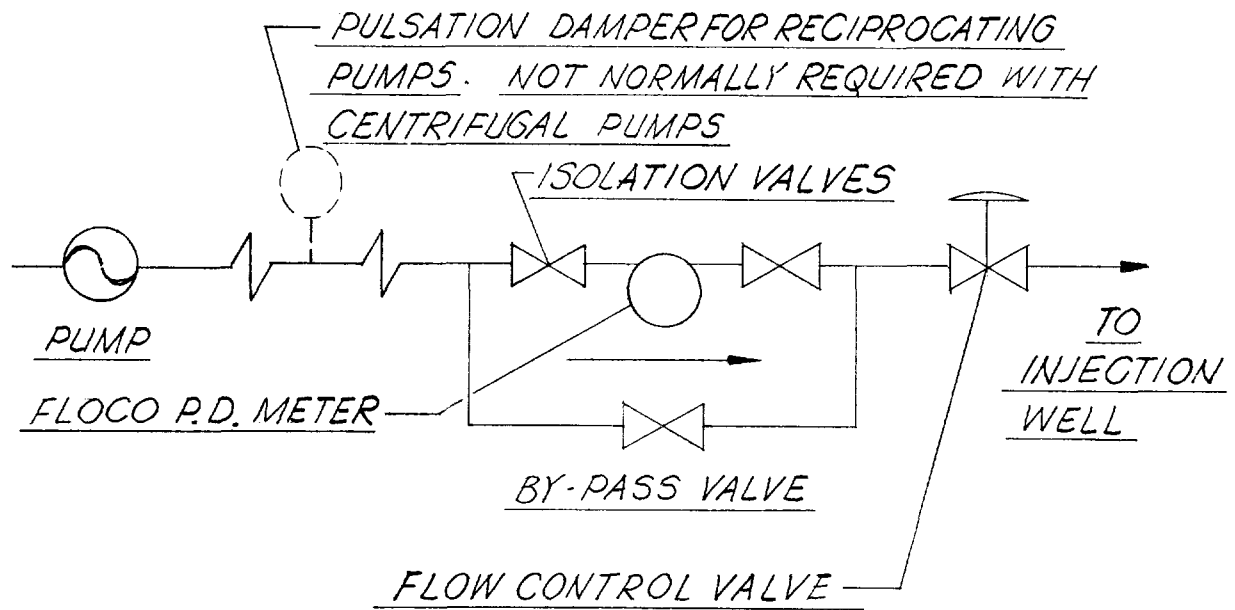 PULSATION DAMPER FOR RECIPROCATING
PUMPS. NOT NORMALLY REQUIRED WITH
CENTRIFUGAL PUMPS
ISOLATION VALVES
PUMP
TO
INJECTION
WELL
FLOCO P.D. METER
BY-PASS VALVE
FLOW CONTROL VALVE